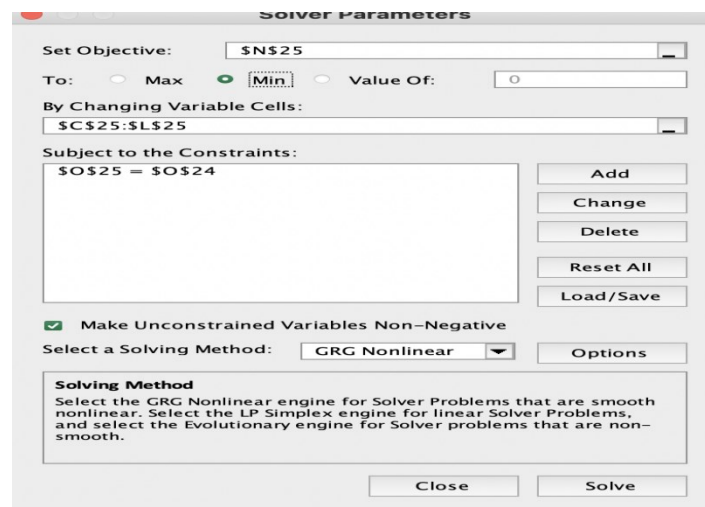 Solver Parameters
Set Objective: $N$25
To: Max Min Value Of: 0
By Changing Variable Cells:
$C$25:$L$25
Subject to the Constraints:
$O$25 = $O$24
Add
Change
Delete
Reset All
Load/Save
Make Unconstrained Variables Non-Negative
Select a Solving Method: GRG Nonlinear Options
Solving Method
Select the GRG Nonlinear engine for Solver Problems that are smooth
nonlinear. Select the LP Simplex engine for linear Solver Problems,
and select the Evolutionary engine for Solver problems that are non-
smooth.
Close Solve